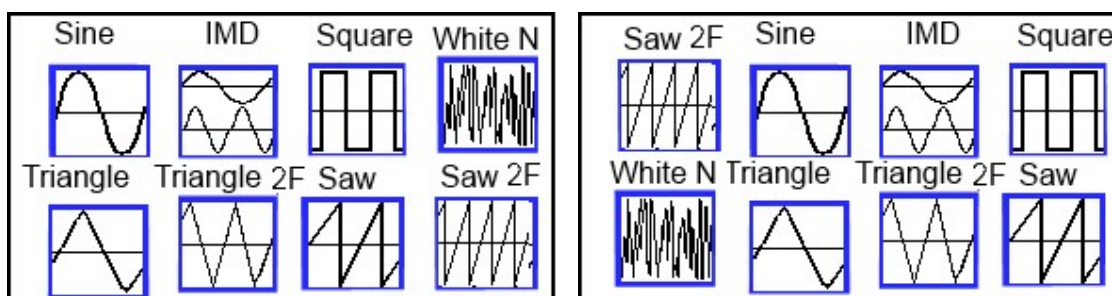 Sine IMD Square White N
Triangle Triangle 2F Saw Saw 2F
Saw 2F Sine IMD Square
White N Triangle Triangle 2F Saw